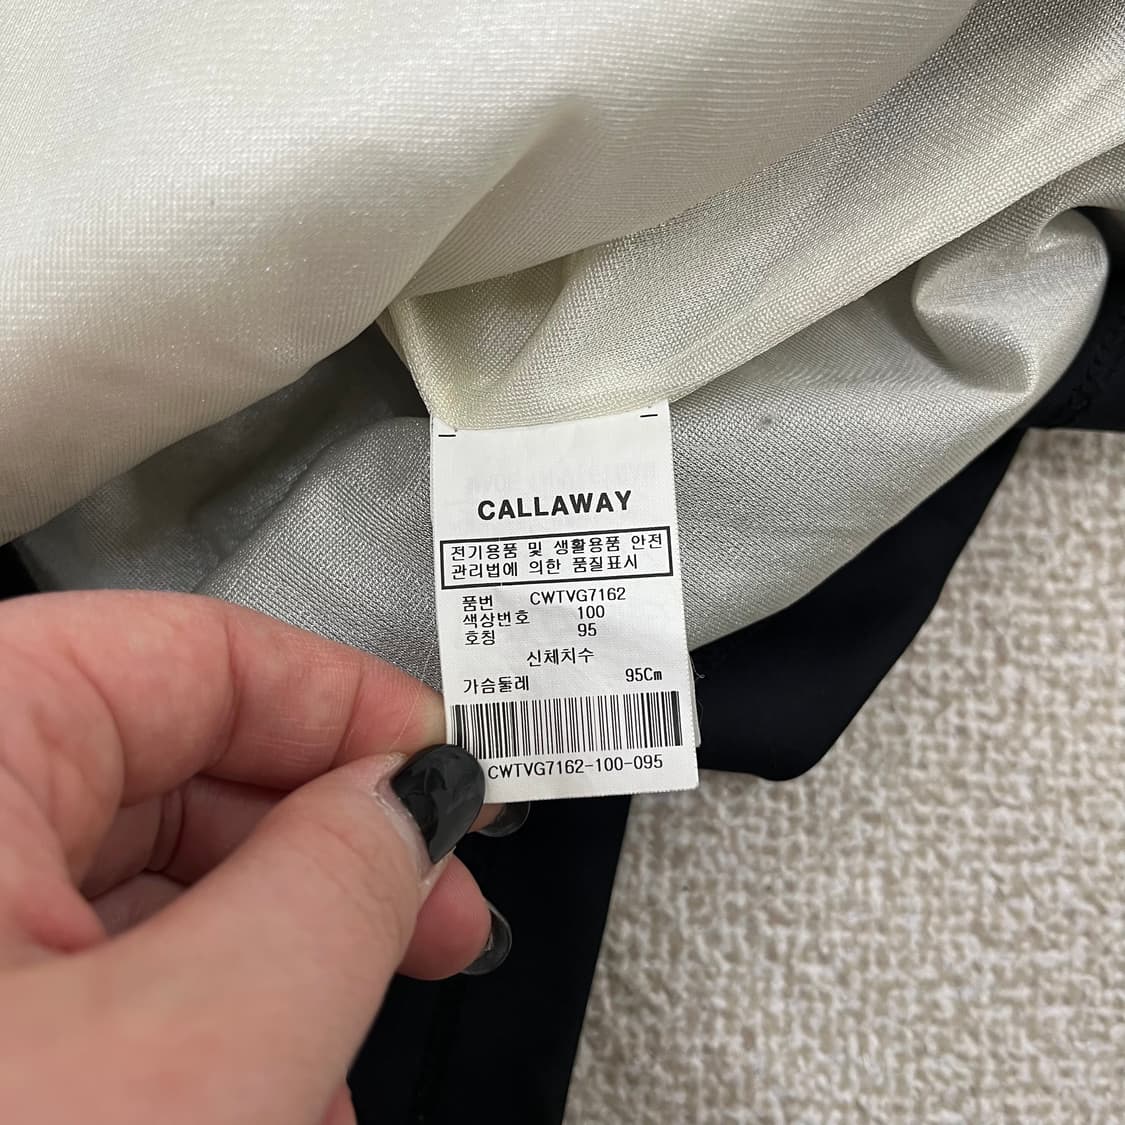 CALLAWAY
전기용품 및 생활용품 안전
관리법에 의한 품질표시
품번 CWTVG7162
색상번호 100
호칭 95
신체치수
가슴둘레 95Cm
CWTVG7162-100-095